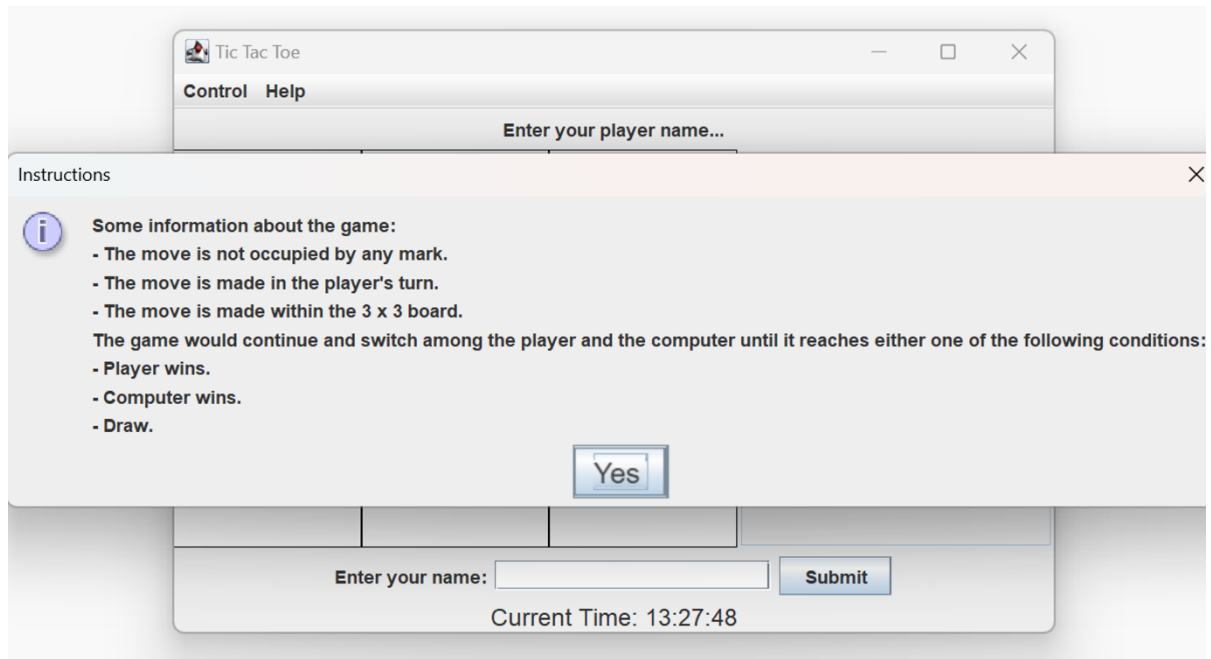 Tic Tac Toe
Control Help
Enter your player name...
Instructions
Some information about the game:
- The move is not occupied by any mark.
- The move is made in the player's turn.
- The move is made within the 3 x 3 board.
The game would continue and switch among the player and the computer until it reaches either one of the following conditions:
- Player wins.
- Computer wins.
- Draw.
Yes
Enter your name: Submit
Current Time: 13:27:48